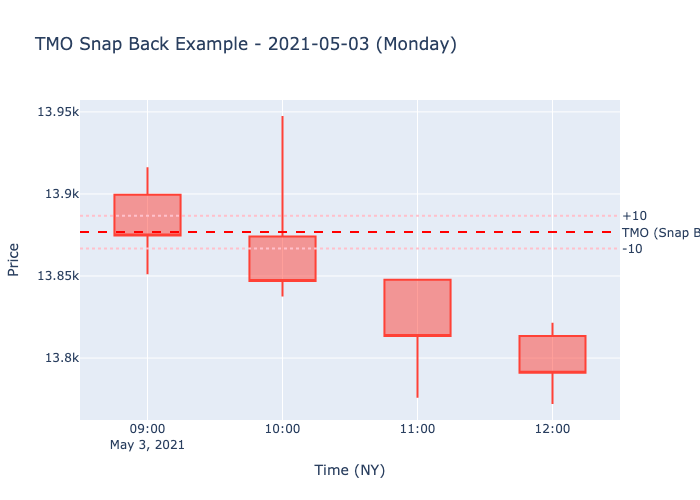 TMO Snap Back Example - 2021-05-03 (Monday)
13.95k
13.9k
13.85k
13.8k
Price
+10
TMO (Snap B
-10
09:00
May 3, 2021
10:00
11:00
12:00
Time (NY)